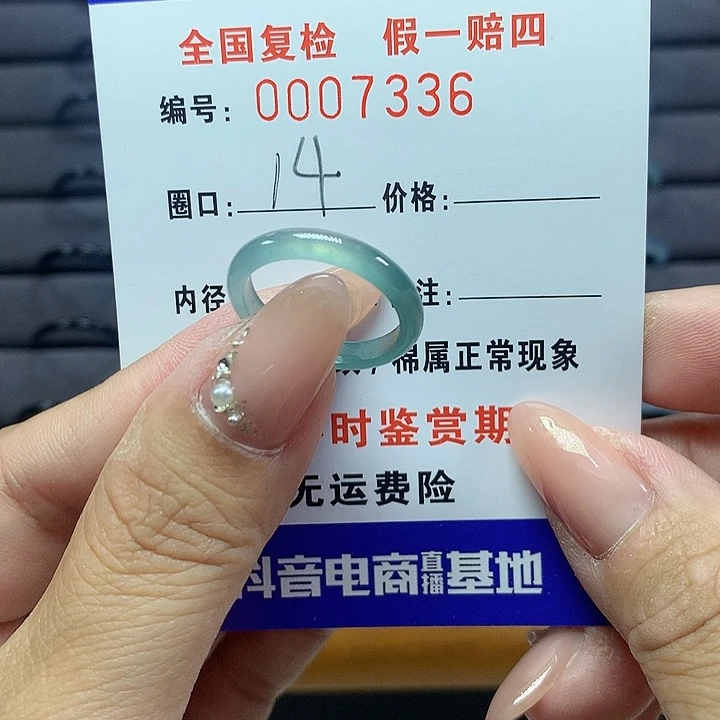 全国复检 假一赔四
编号: 0007336
圈口: 14 价格:
内径 注:
棉属正常现象
时鉴赏期
无运费险
抖音电商直播基地